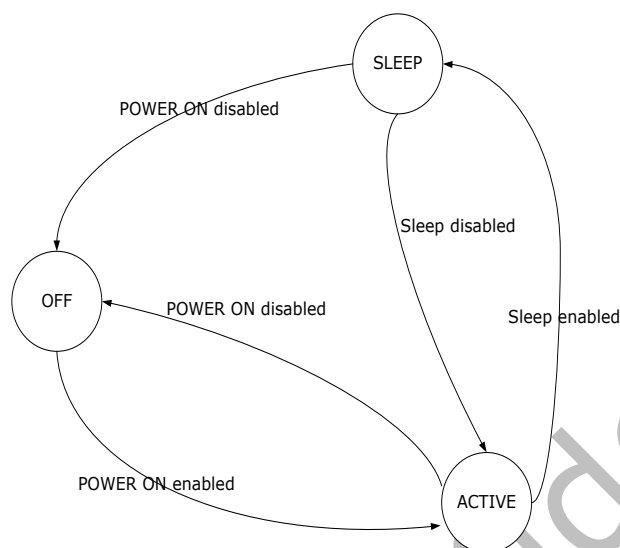 SLEEP
POWER ON disabled
Sleep disabled
OFF
POWER ON disabled
Sleep enabled
POWER ON enabled
ACTIVE